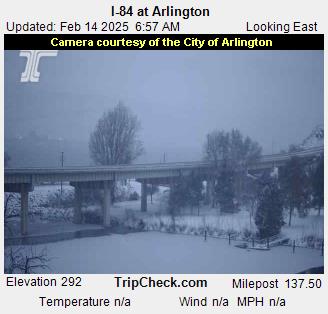 I-84 at Arlington
Updated: Feb 14 2025 6:57 AM Looking East
Camera courtesy of the City of Arlington
Elevation 292 TripCheck.com Milepost 137.50
Temperature n/a Wind n/a MPH n/a